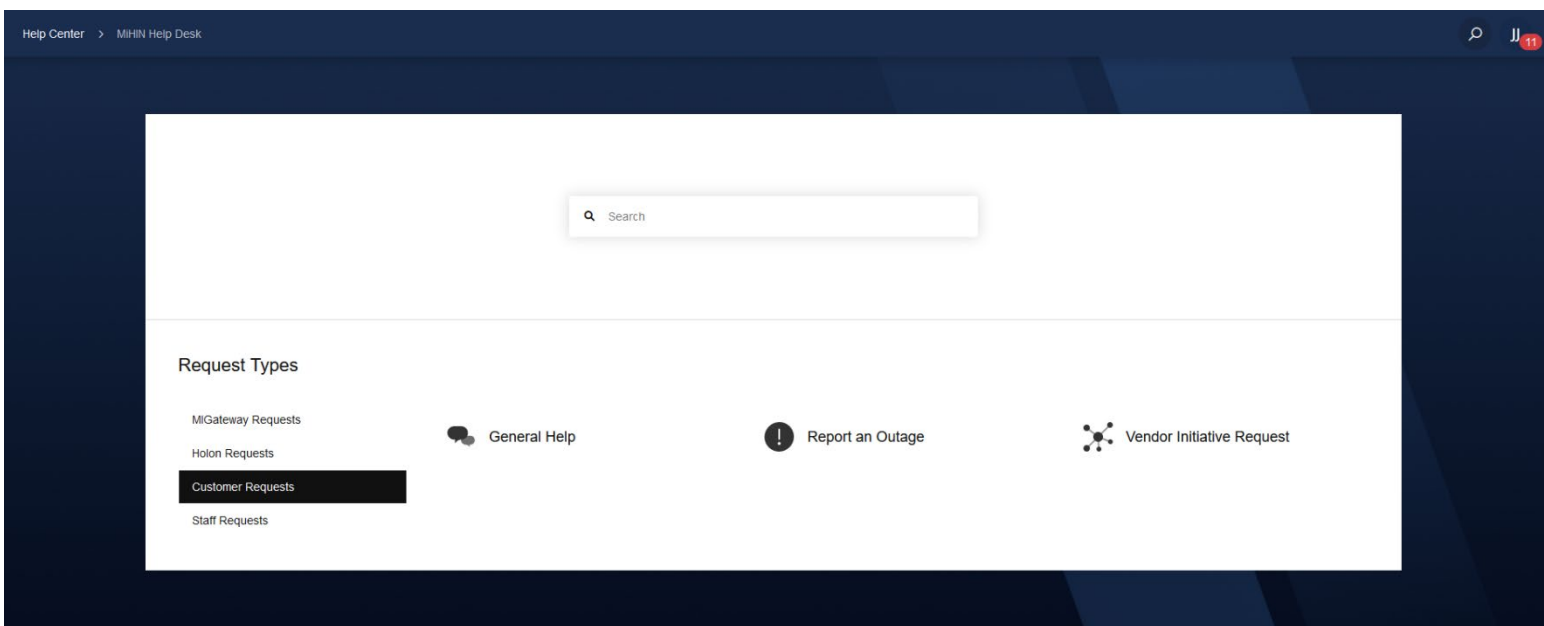 Help Center > MiHIN Help Desk
JJ 11
Search
Request Types
MIGateway Requests
Holon Requests
Customer Requests
Staff Requests
General Help
Report an Outage
Vendor Initiative Request